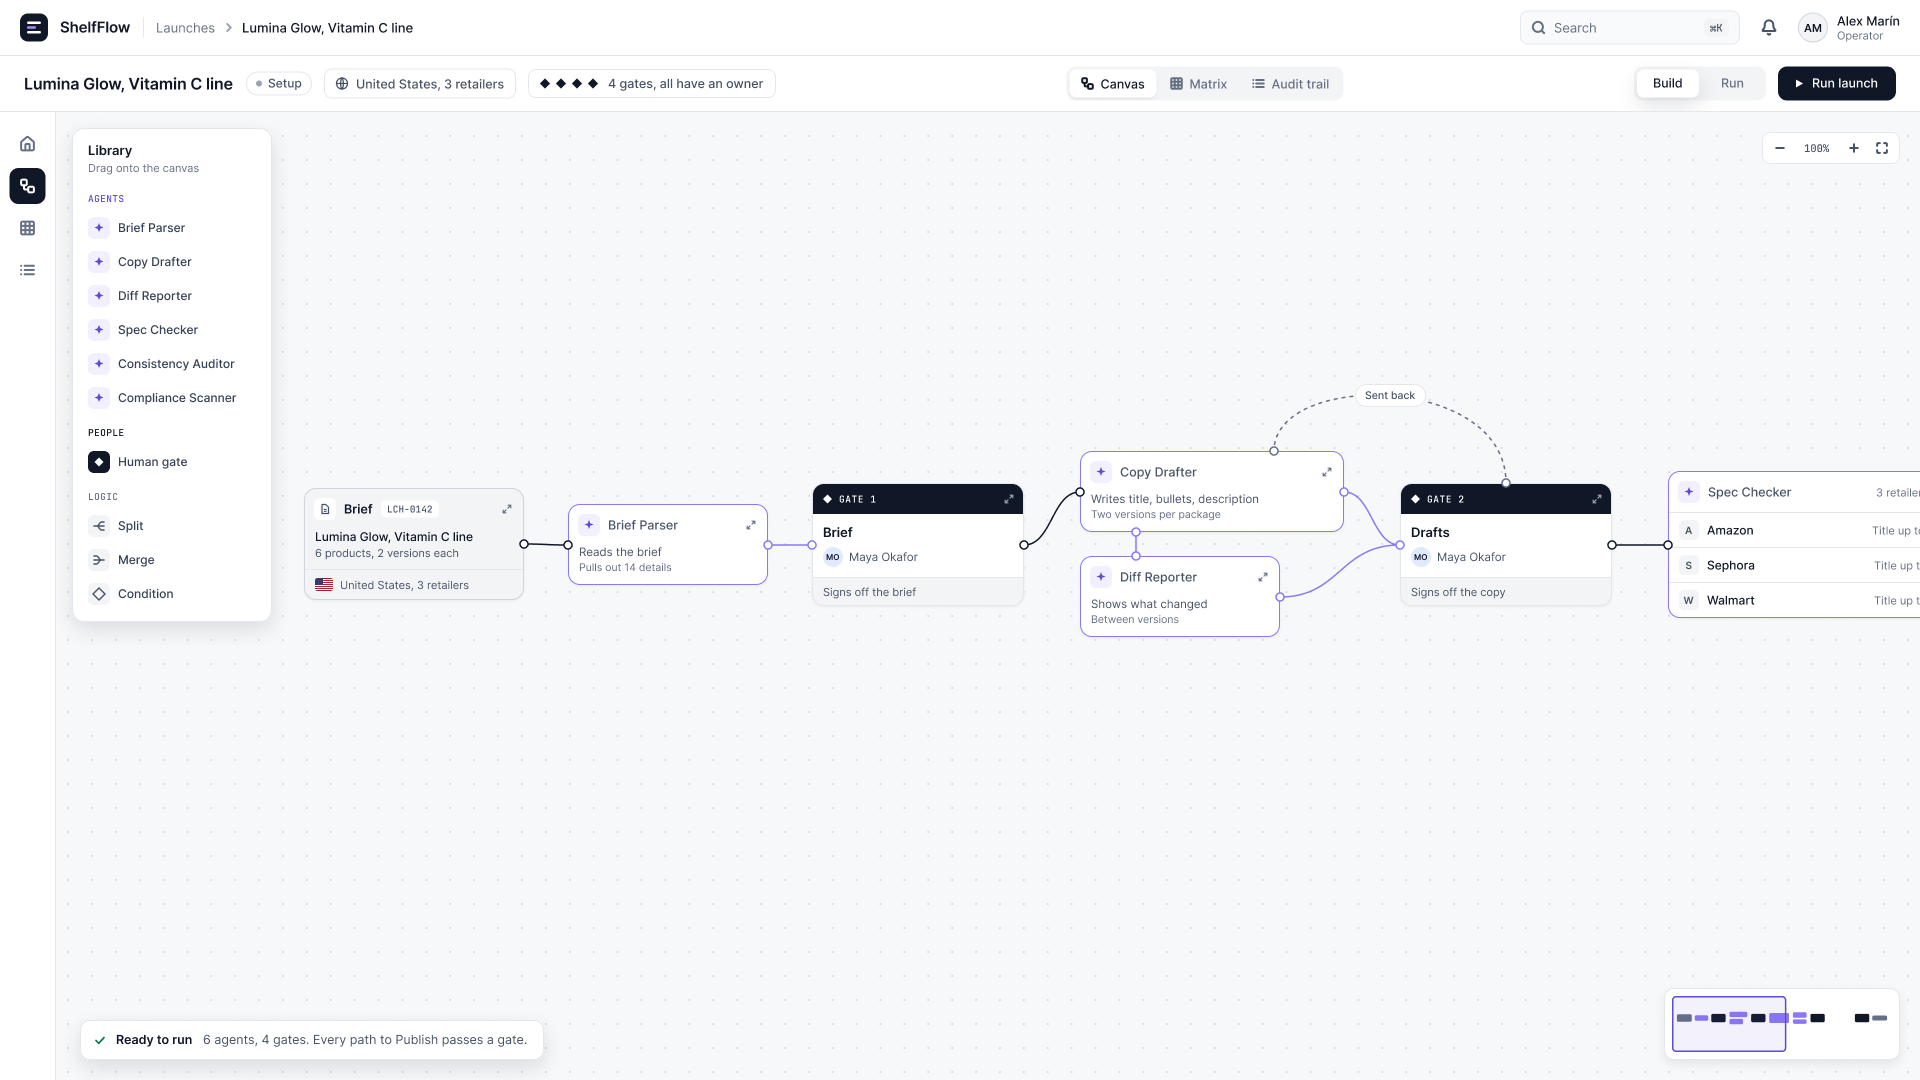 ShelfFlow
Launches
Lumina Glow, Vitamin C line
Search
⌘K
AM
Alex Marín
Operator
Lumina Glow, Vitamin C line
Setup
United States, 3 retailers
4 gates, all have an owner
Canvas
Matrix
Audit trail
Build
Run
Run launch
Library
Drag onto the canvas
AGENTS
Brief Parser
Copy Drafter
Diff Reporter
Spec Checker
Consistency Auditor
Compliance Scanner
PEOPLE
Human gate
LOGIC
Split
Merge
Condition
100%
Brief
LCH-0142
Lumina Glow, Vitamin C line
6 products, 2 versions each
United States, 3 retailers
Brief Parser
Reads the brief
Pulls out 14 details
GATE 1
Brief
MO
Maya Okafor
Signs off the brief
Sent back
Copy Drafter
Writes title, bullets, description
Two versions per package
Diff Reporter
Shows what changed
Between versions
GATE 2
Drafts
MO
Maya Okafor
Signs off the copy
Spec Checker
3
A
Amazon
Title up
S
Sephora
Title up
W
Walmart
Title up
Ready to run
6 agents, 4 gates. Every path to Publish passes a gate.